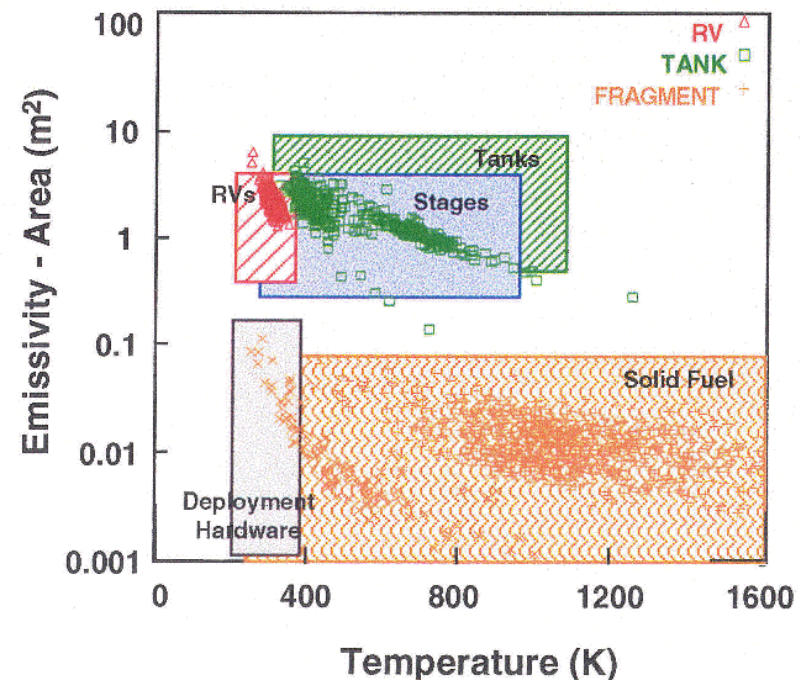 100
10
1
0.1
0.01
0.001
Emissivity - Area (m²)
RV
TANK
FRAGMENT
Tanks
RVs
Stages
Solid Fuel
Deployment
Hardware
0
400
800
1200
1600
Temperature (K)